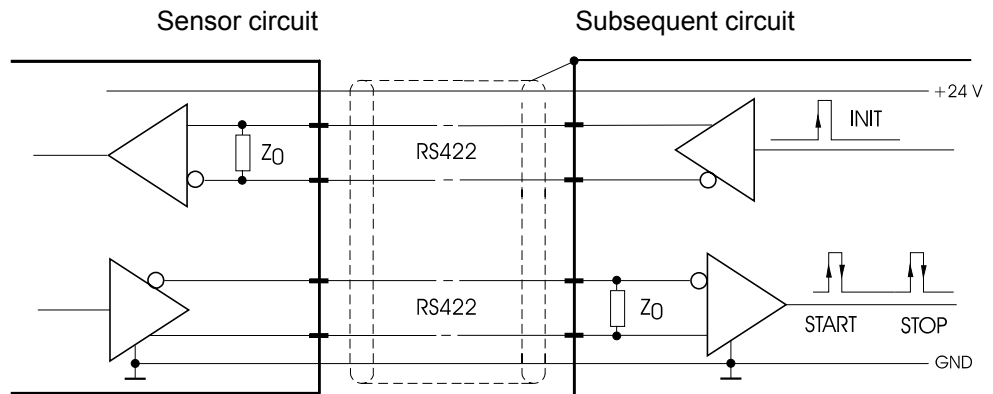 Sensor circuit
Subsequent circuit
+24 V
INIT
Z0
RS422
RS422
Z0
START
STOP
GND